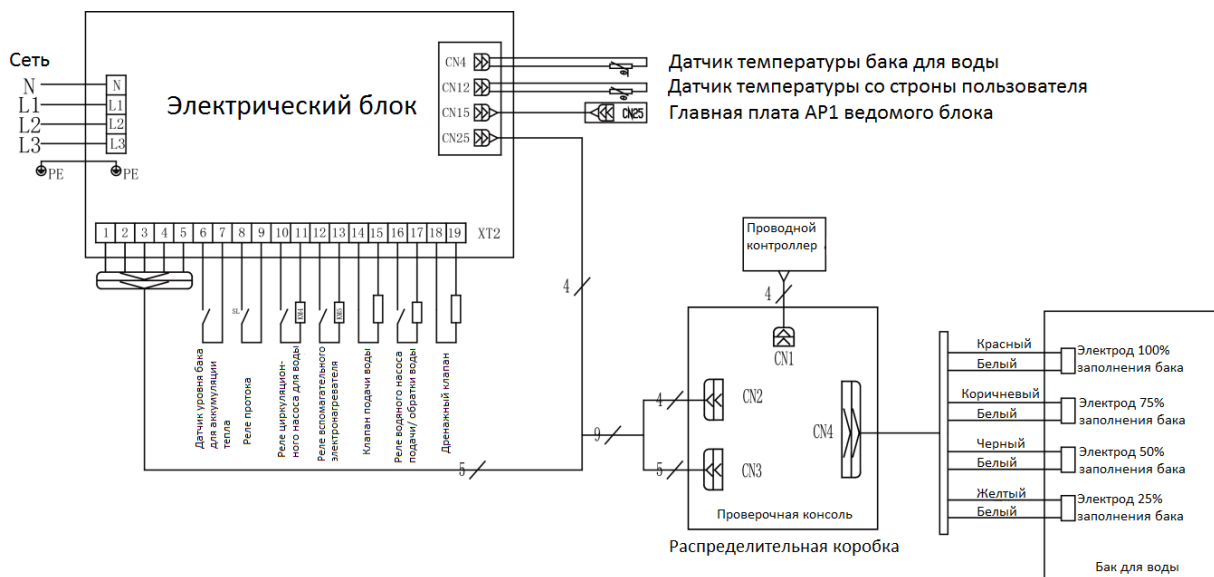 Сеть
N
L1
L2
L3
PE
PE
N
L1
L2
L3
Электрический блок
CN4
CN12
CN15
CN25
CN25
Датчик температуры бака для воды
Датчик температуры со строны пользователя
Главная плата AP1 ведомого блока
1 2 3 4 5 6 7 8 9 10 11 12 13 14 15 16 17 18 19
XT2
SL
Датчик уровня бака
для аккумуляции
тепла
Реле протока
Реле циркуляцион-
ного насоса для воды
Реле вспомагательного
электронагревателя
Клапан подачи воды
Реле водяного насоса
подачи/ обратки воды
Дренажный клапан
5
4
9
4
5
Проводной
контроллер
4
CN1
CN2
CN3
CN4
Проверочная консоль
Распределительная коробка
Красный
Белый
Электрод 100%
заполнения бака
Коричневый
Белый
Электрод 75%
заполнения бака
Черный
Белый
Электрод 50%
заполнения бака
Желтый
Белый
Электрод 25%
заполнения бака
Бак для воды